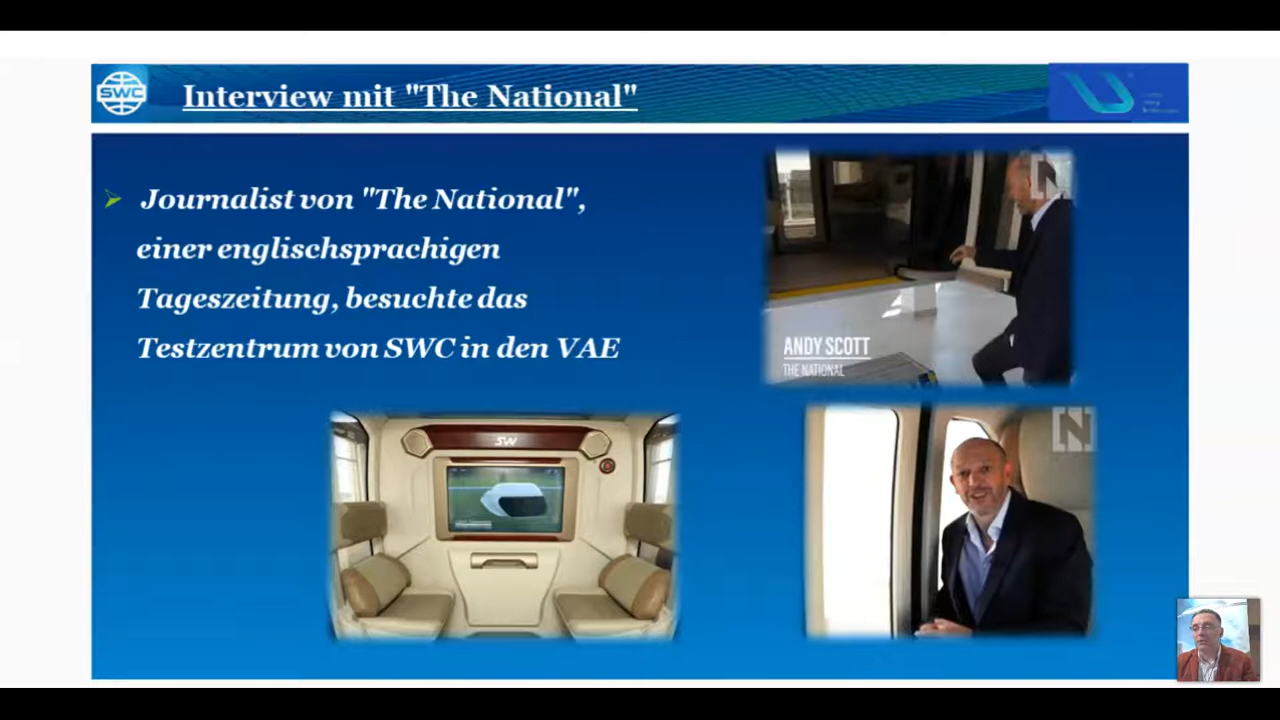 SWC
Interview mit "The National"
Journalist von "The National",
einer englischsprachigen
Tageszeitung, besuchte das
Testzentrum von SWC in den VAE
N
ANDY SCOTT
THE NATIONAL
SW
N